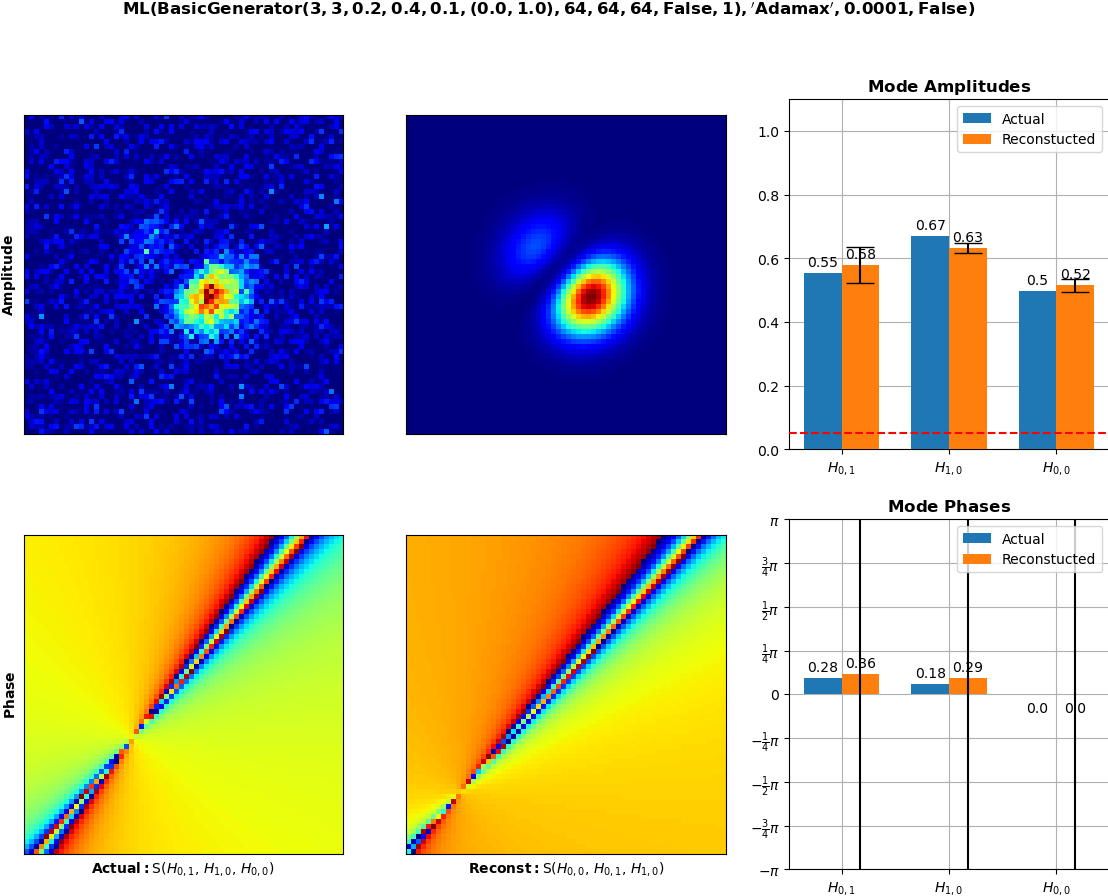 ML(BasicGenerator(3, 3, 0.2, 0.4, 0.1, (0.0, 1.0), 64, 64, 64, False, 1), ′Adamax′, 0.0001, False)
Amplitude
Mode Amplitudes
Actual
Reconstucted
1.0
0.8
0.6
0.4
0.2
0.0
0.55 0.58
0.67 0.63
0.5 0.52
H0,1 H1,0 H0,0
Phase
Actual: S(H0,1, H1,0, H0,0)
Reconst: S(H0,0, H0,1, H1,0)
Mode Phases
Actual
Reconstucted
π
3/4π
1/2π
1/4π
0
−1/4π
−1/2π
−3/4π
−π
0.28 0.36
0.18 0.29
0.0 0.0
H0,1 H1,0 H0,0